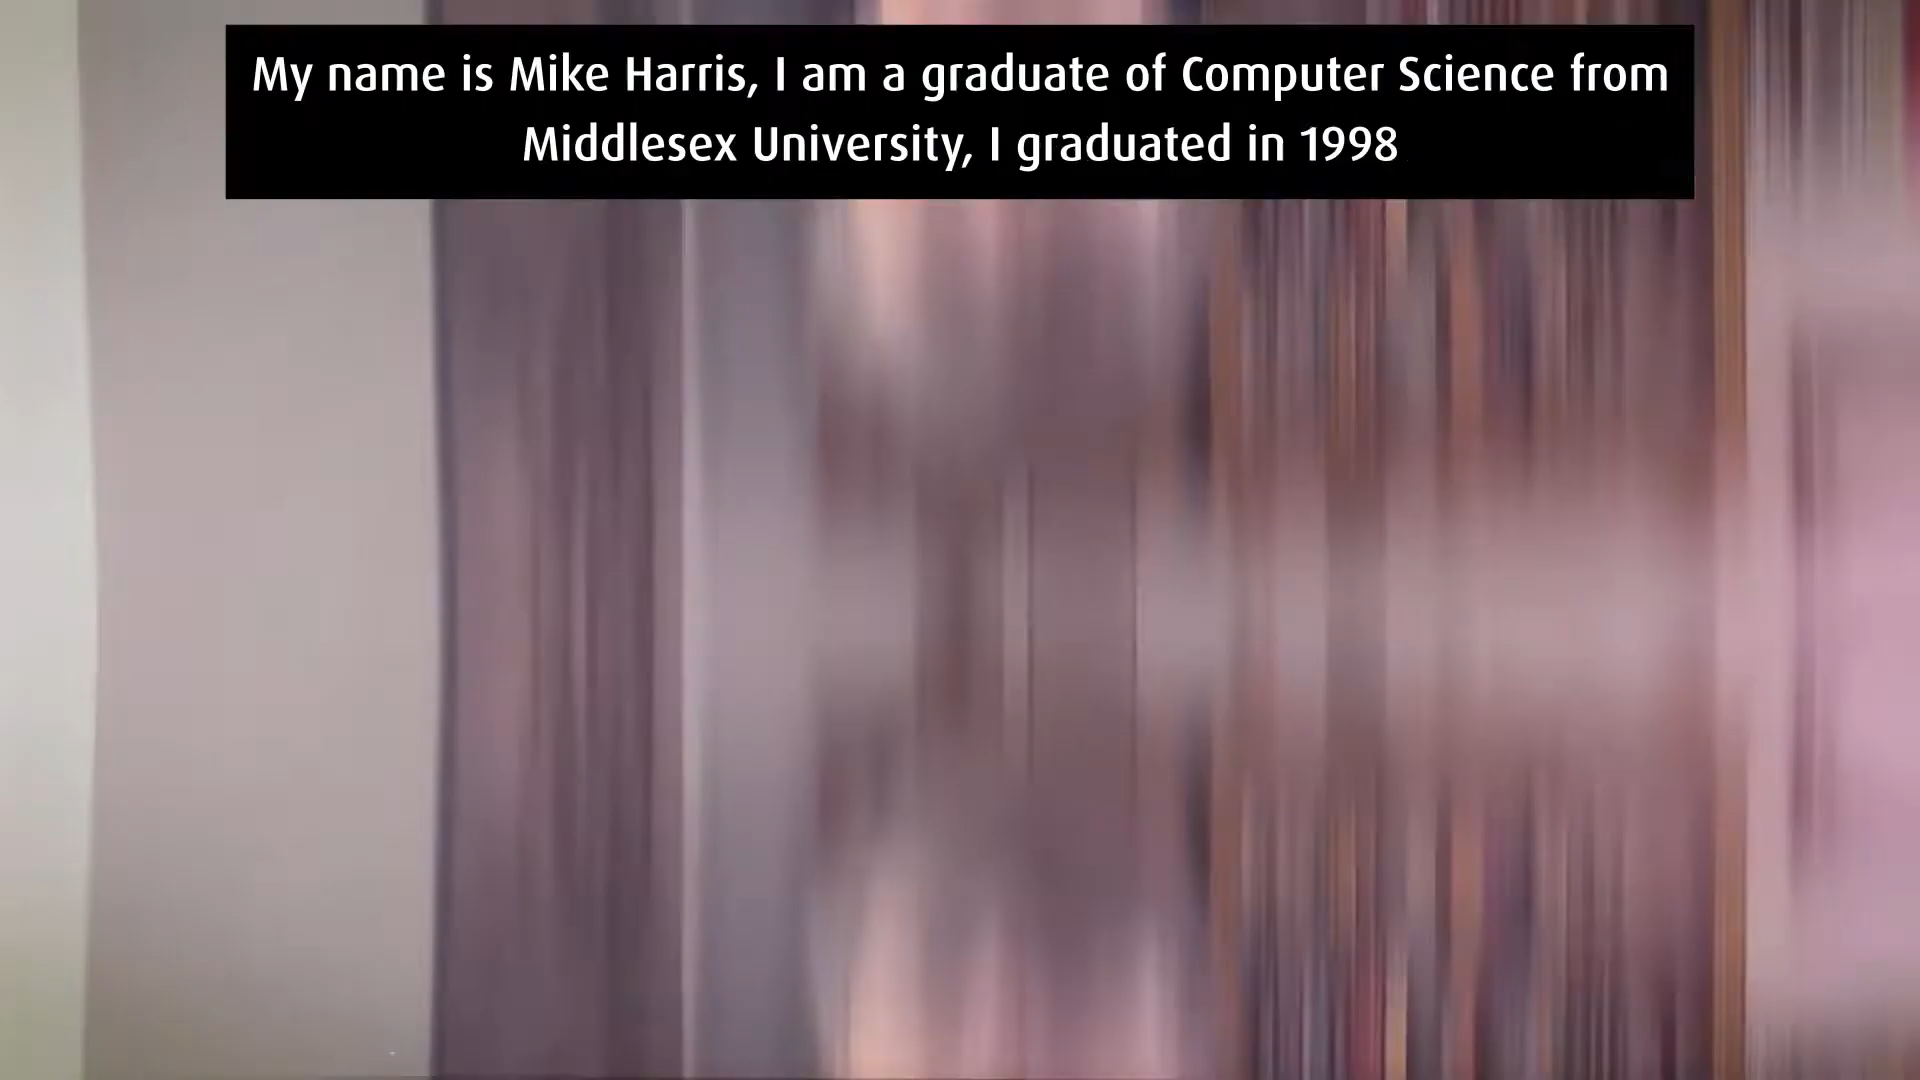 My name is Mike Harris, I am a graduate of Computer Science from
Middlesex University, I graduated in 1998